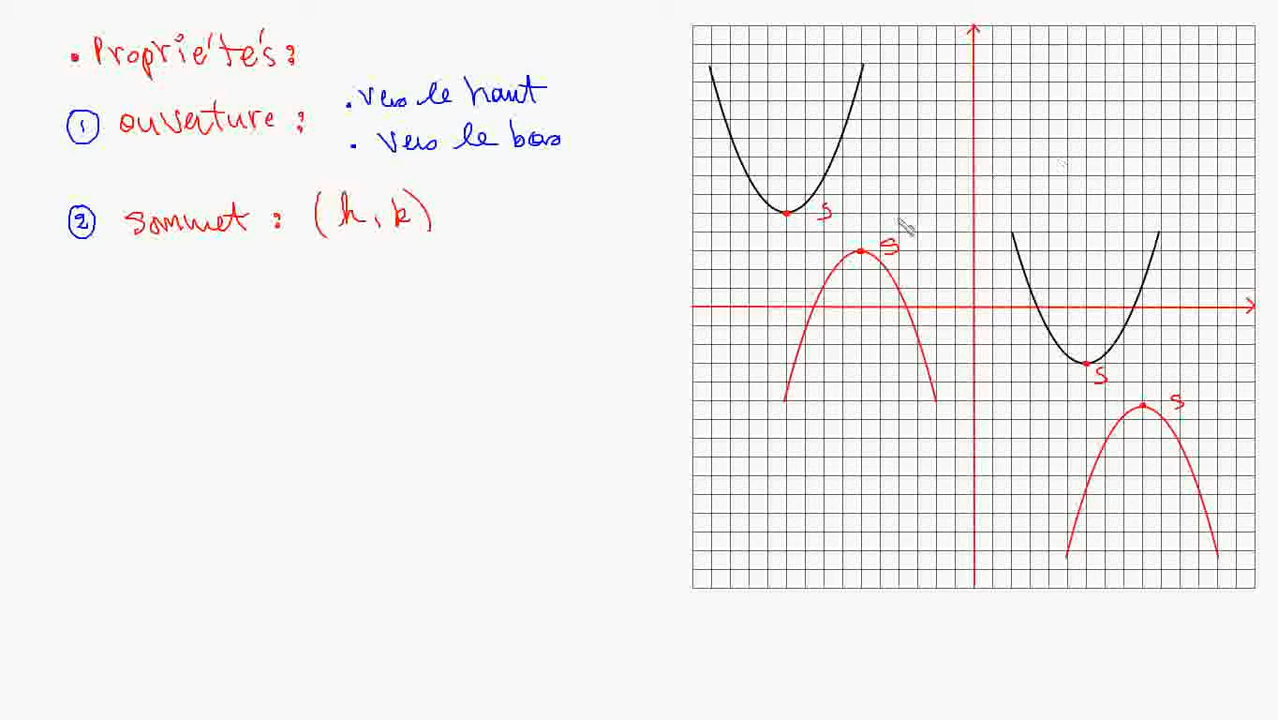 • Propriétés :
① ouverture : • vers le haut
• vers le bas
② sommet : (h, k)
S
S
S
S